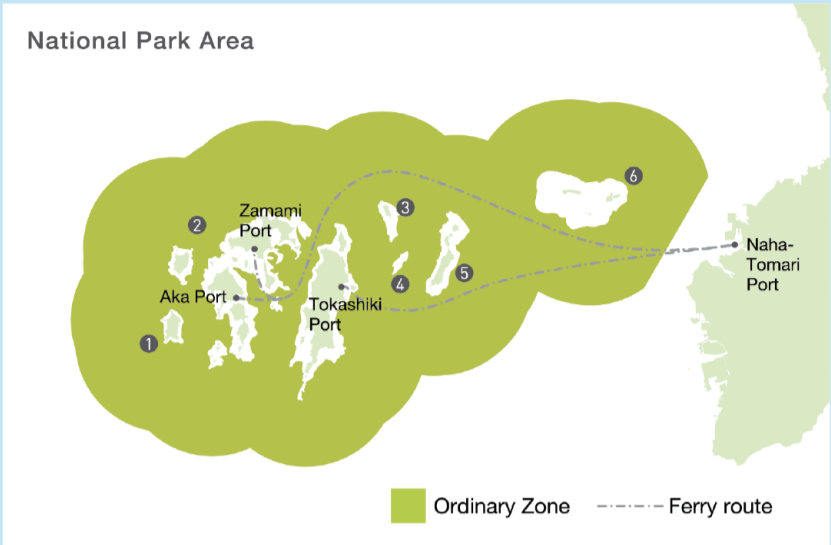 National Park Area
6
3
Zamami
Port
2
Naha-
Tomari
Port
5
4
Aka Port
Tokashiki
Port
1
Ordinary Zone
Ferry route